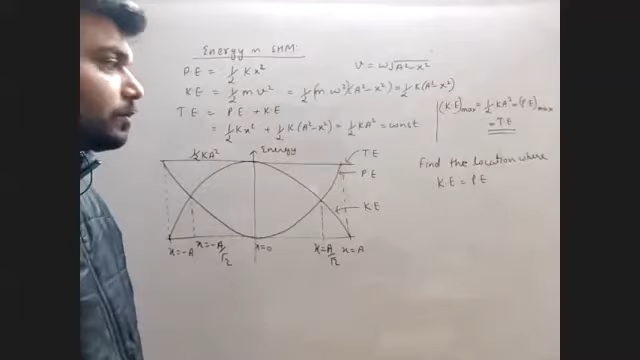 Energy in SHM:
v = ω√A²-x²
P.E = ½ Kx²
K.E = ½ m v² = ½ (m ω²)(A²-x²) = ½ K(A²-x²)
T E = P E + K.E
= ½ Kx² + ½ K(A²-x²) = ½ KA² = const
(K.E)max = ½ KA² = (P.E)max
= T.E
Find the location where
K E = P E
½ KA²
Energy
T E
P E
K E
x=-A
x=-A/√2
x=0
x=A/√2
x=A